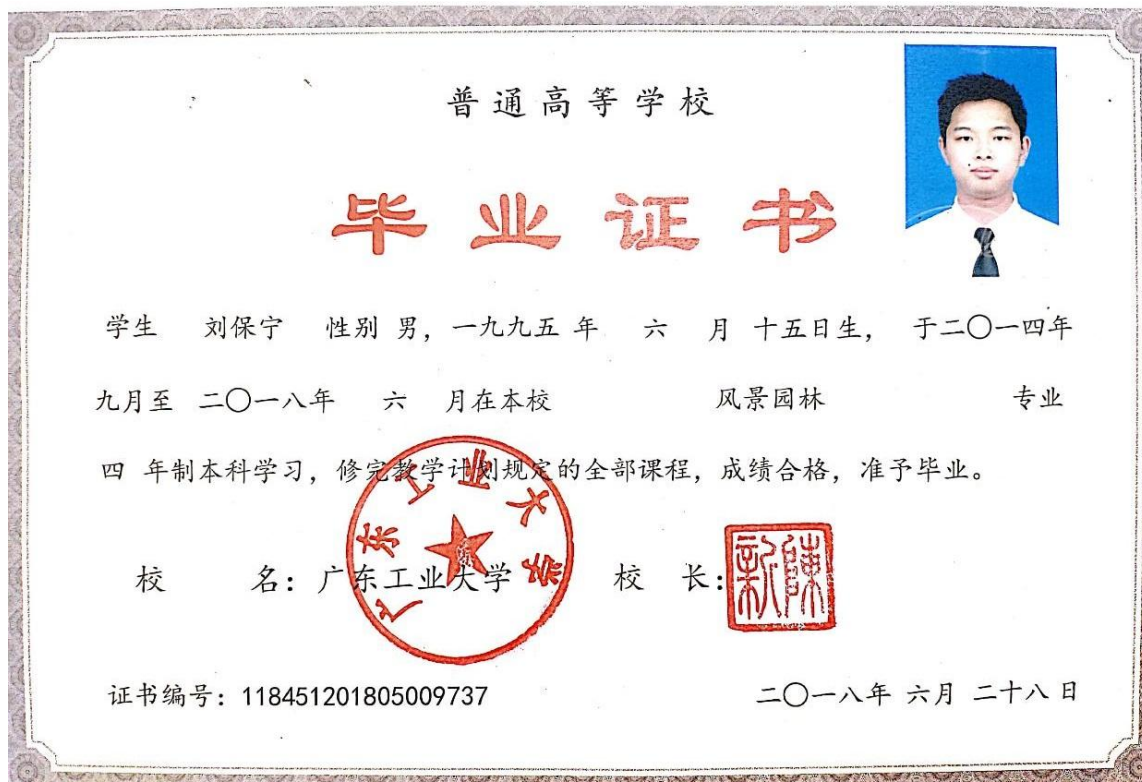 普通高等学校
毕业证书
学生 刘保宁 性别 男，一九九五 年 六 月 十五日生， 于二〇一四年
九月至 二〇一八年 六 月在本校 风景园林 专业
四 年制本科学习，修完教学计划规定的全部课程，成绩合格，准予毕业。
校 名：广东工业大学 校 长：
新陳
证书编号：118451201805009737 二〇一八年 六月 二十八 日